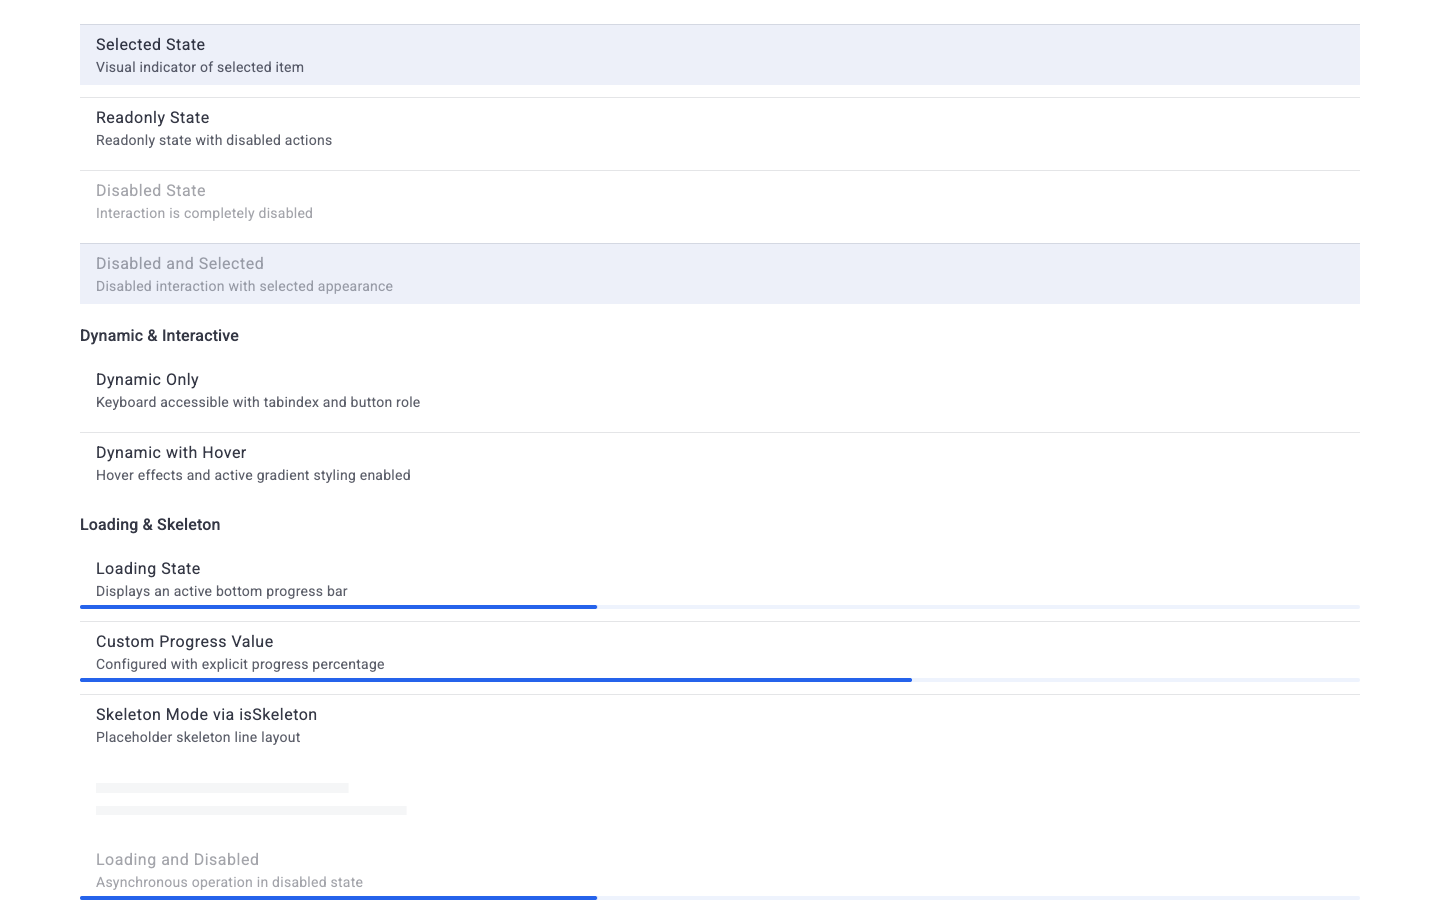 Selected State
Visual indicator of selected item
Readonly State
Readonly state with disabled actions
Disabled State
Interaction is completely disabled
Disabled and Selected
Disabled interaction with selected appearance
Dynamic & Interactive
Dynamic Only
Keyboard accessible with tabindex and button role
Dynamic with Hover
Hover effects and active gradient styling enabled
Loading & Skeleton
Loading State
Displays an active bottom progress bar
Custom Progress Value
Configured with explicit progress percentage
Skeleton Mode via isSkeleton
Placeholder skeleton line layout
Loading and Disabled
Asynchronous operation in disabled state